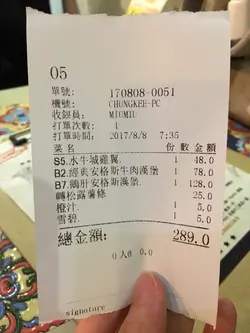 05
單號: 170808-0051
機號: CHUNGKEE-PC
收銀員: MIUMIU
打單次數: 1
打單時間: 2017/8/8 7:35
菜名 份數 金額
S5.水牛城雞翼. 1 48.0
B2.經典安格斯牛肉漢堡 1 78.0
B7.鵝肝安格斯漢堡. 1 128.0
轉松露薯條 25.0
橙汁. 1 5.0
雪碧. 1 5.0
總金額: 289.0
0 人@ 0.0
signature